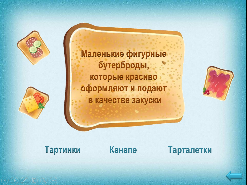 Маленькие фигурные
бутерброды,
которые красиво
оформляют и подают
в качестве закуски
Тартинки Канапе Тарталетки